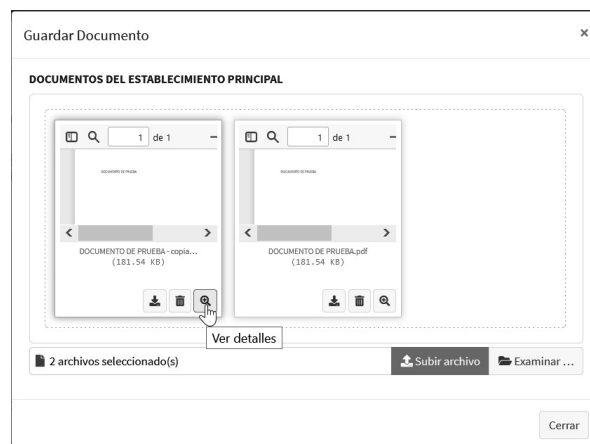 Guardar Documento ×
DOCUMENTOS DEL ESTABLECIMIENTO PRINCIPAL
1 de 1
DOCUMENTO DE PRUEBA
DOCUMENTO DE PRUEBA - copia...
(181.54 KB)
1 de 1
DOCUMENTO DE PRUEBA
DOCUMENTO DE PRUEBA.pdf
(181.54 KB)
Ver detalles
2 archivos seleccionado(s)
Subir archivo
Examinar ...
Cerrar